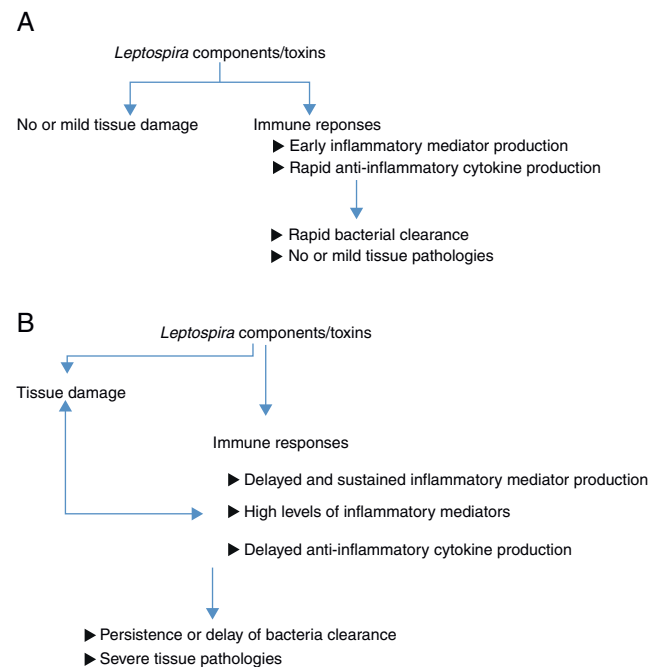 A
Leptospira components/toxins
No or mild tissue damage
Immune reponses
▶ Early inflammatory mediator production
▶ Rapid anti-inflammatory cytokine production
▶ Rapid bacterial clearance
▶ No or mild tissue pathologies
B
Leptospira components/toxins
Tissue damage
Immune responses
▶ Delayed and sustained inflammatory mediator production
▶ High levels of inflammatory mediators
▶ Delayed anti-inflammatory cytokine production
▶ Persistence or delay of bacteria clearance
▶ Severe tissue pathologies